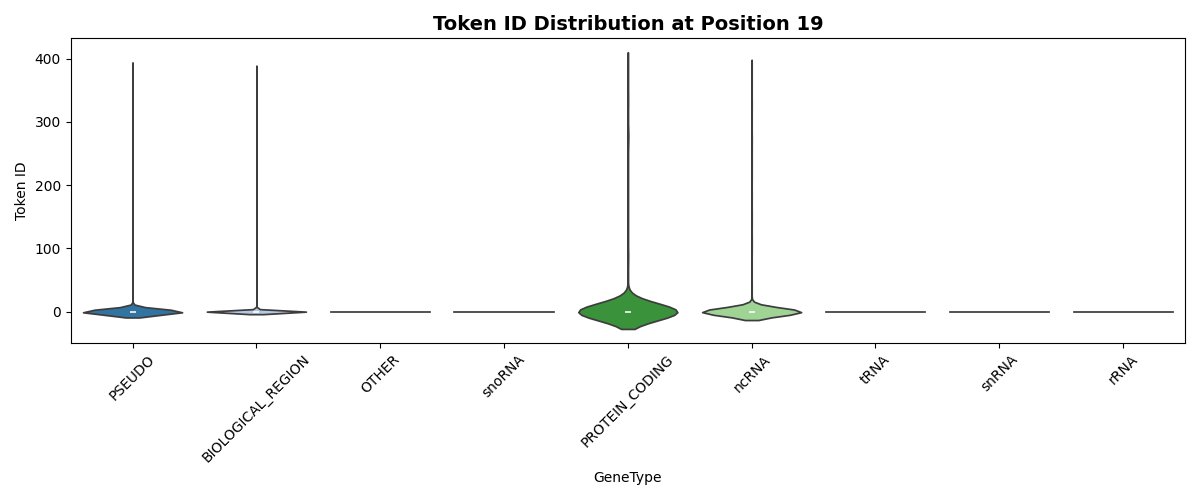 Token ID Distribution at Position 19
400
300
200
100
0
Token ID
PSEUDO
BIOLOGICAL_REGION
OTHER
snoRNA
PROTEIN_CODING
ncRNA
tRNA
snRNA
rRNA
GeneType